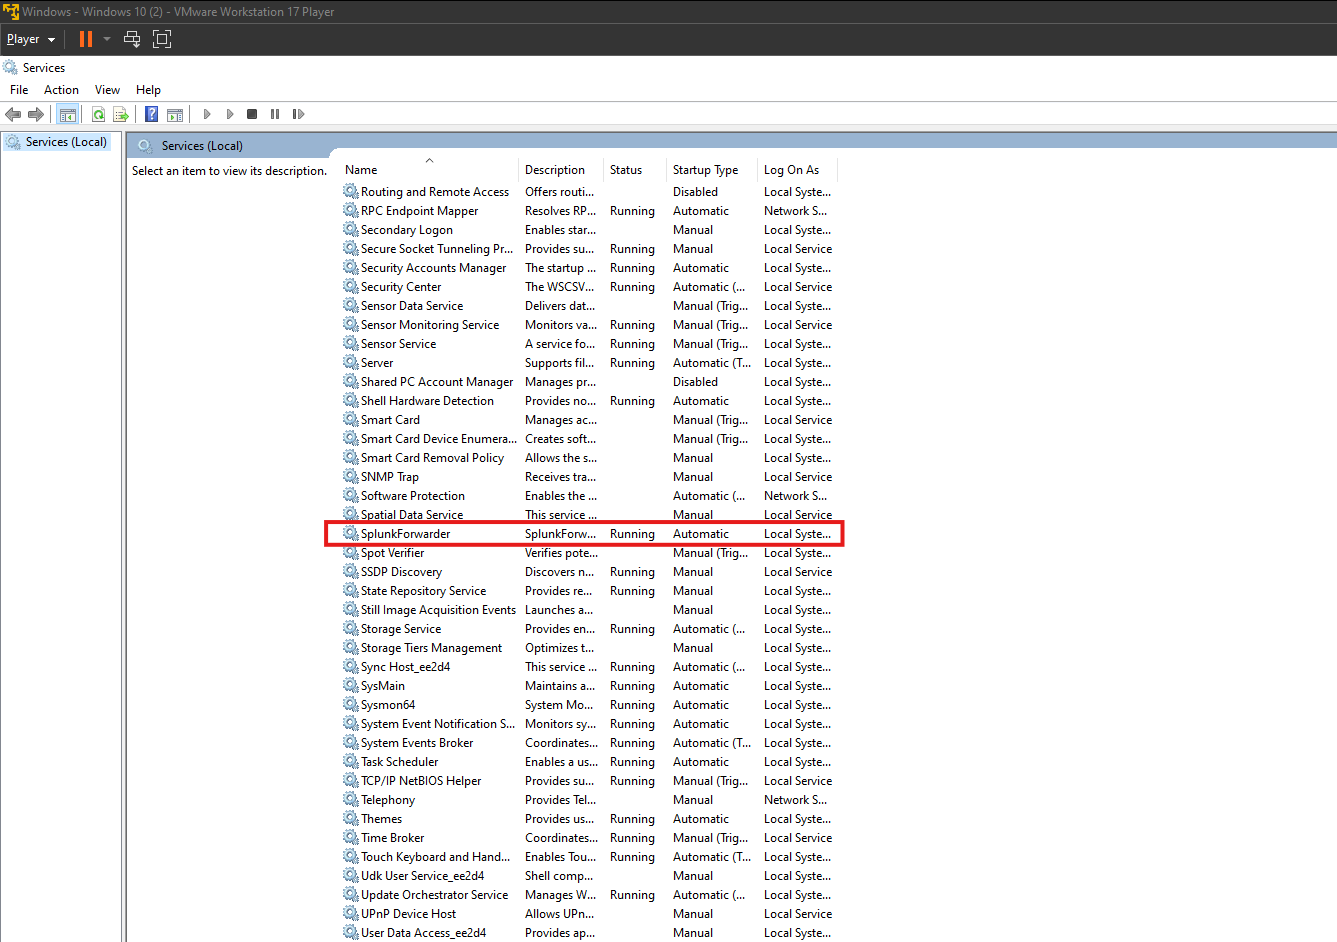 Windows - Windows 10 (2) - VMware Workstation 17 Player
Player
Services
File Action View Help
Services (Local)
Services (Local)
Select an item to view its description.
Name Description Status Startup Type Log On As
Routing and Remote Access Offers routi... Disabled Local Syste...
RPC Endpoint Mapper Resolves RP... Running Automatic Network S...
Secondary Logon Enables star... Manual Local Syste...
Secure Socket Tunneling Pr... Provides su... Running Manual Local Service
Security Accounts Manager The startup ... Running Automatic Local Syste...
Security Center The WSCSV... Running Automatic (... Local Service
Sensor Data Service Delivers dat... Manual (Trig... Local Syste...
Sensor Monitoring Service Monitors va... Running Manual (Trig... Local Service
Sensor Service A service fo... Running Manual (Trig... Local Syste...
Server Supports fil... Running Automatic (T... Local Syste...
Shared PC Account Manager Manages pr... Disabled Local Syste...
Shell Hardware Detection Provides no... Running Automatic Local Syste...
Smart Card Manages ac... Manual (Trig... Local Service
Smart Card Device Enumera... Creates soft... Manual (Trig... Local Syste...
Smart Card Removal Policy Allows the s... Manual Local Syste...
SNMP Trap Receives tra... Manual Local Service
Software Protection Enables the ... Automatic (... Network S...
Spatial Data Service This service ... Manual Local Service
SplunkForwarder SplunkForw... Running Automatic Local Syste...
Spot Verifier Verifies pote... Manual (Trig... Local Syste...
SSDP Discovery Discovers n... Running Manual Local Service
State Repository Service Provides re... Running Manual Local Syste...
Still Image Acquisition Events Launches a... Manual Local Syste...
Storage Service Provides en... Running Automatic (... Local Syste...
Storage Tiers Management Optimizes t... Manual Local Syste...
Sync Host_ee2d4 This service ... Running Automatic (... Local Syste...
SysMain Maintains a... Running Automatic Local Syste...
Sysmon64 System Mo... Running Automatic Local Syste...
System Event Notification S... Monitors sy... Running Automatic Local Syste...
System Events Broker Coordinates... Running Automatic (T... Local Syste...
Task Scheduler Enables a us... Running Automatic Local Syste...
TCP/IP NetBIOS Helper Provides su... Running Manual (Trig... Local Service
Telephony Provides Tel... Manual Network S...
Themes Provides us... Running Automatic Local Syste...
Time Broker Coordinates... Running Manual (Trig... Local Service
Touch Keyboard and Hand... Enables Tou... Running Automatic (T... Local Syste...
Udk User Service_ee2d4 Shell comp... Manual Local Syste...
Update Orchestrator Service Manages W... Running Automatic (... Local Syste...
UPnP Device Host Allows UPn... Manual Local Service
User Data Access_ee2d4 Provides ap... Manual Local Syste...